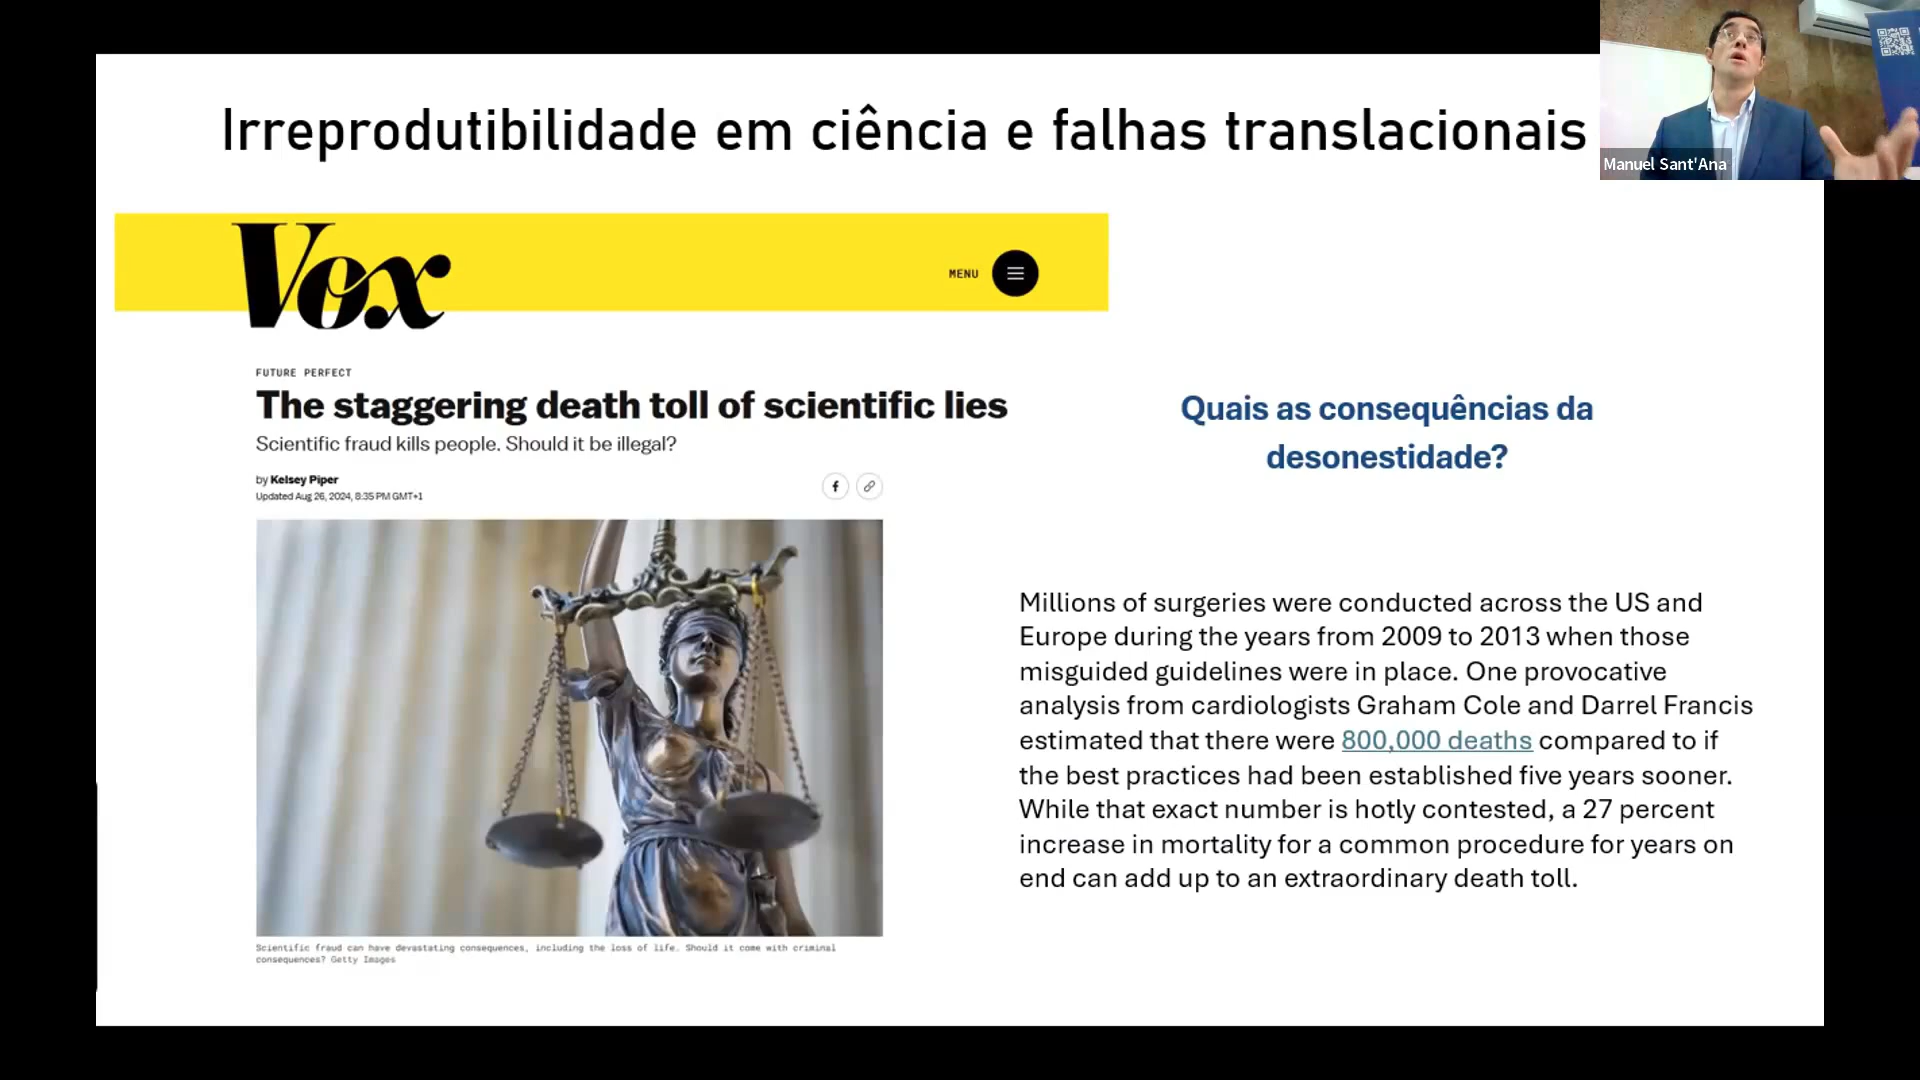 Irreprodutibilidade em ciência e falhas translacionais
Manuel Sant'Ana
Vox
MENU
FUTURE PERFECT
The staggering death toll of scientific lies
Scientific fraud kills people. Should it be illegal?
by Kelsey Piper
Updated Aug 26, 2024, 8:35 PM GMT+1
Scientific fraud can have devastating consequences, including the loss of life. Should it come with criminal
consequences? Getty Images
Quais as consequências da
desonestidade?
Millions of surgeries were conducted across the US and
Europe during the years from 2009 to 2013 when those
misguided guidelines were in place. One provocative
analysis from cardiologists Graham Cole and Darrel Francis
estimated that there were 800,000 deaths compared to if
the best practices had been established five years sooner.
While that exact number is hotly contested, a 27 percent
increase in mortality for a common procedure for years on
end can add up to an extraordinary death toll.